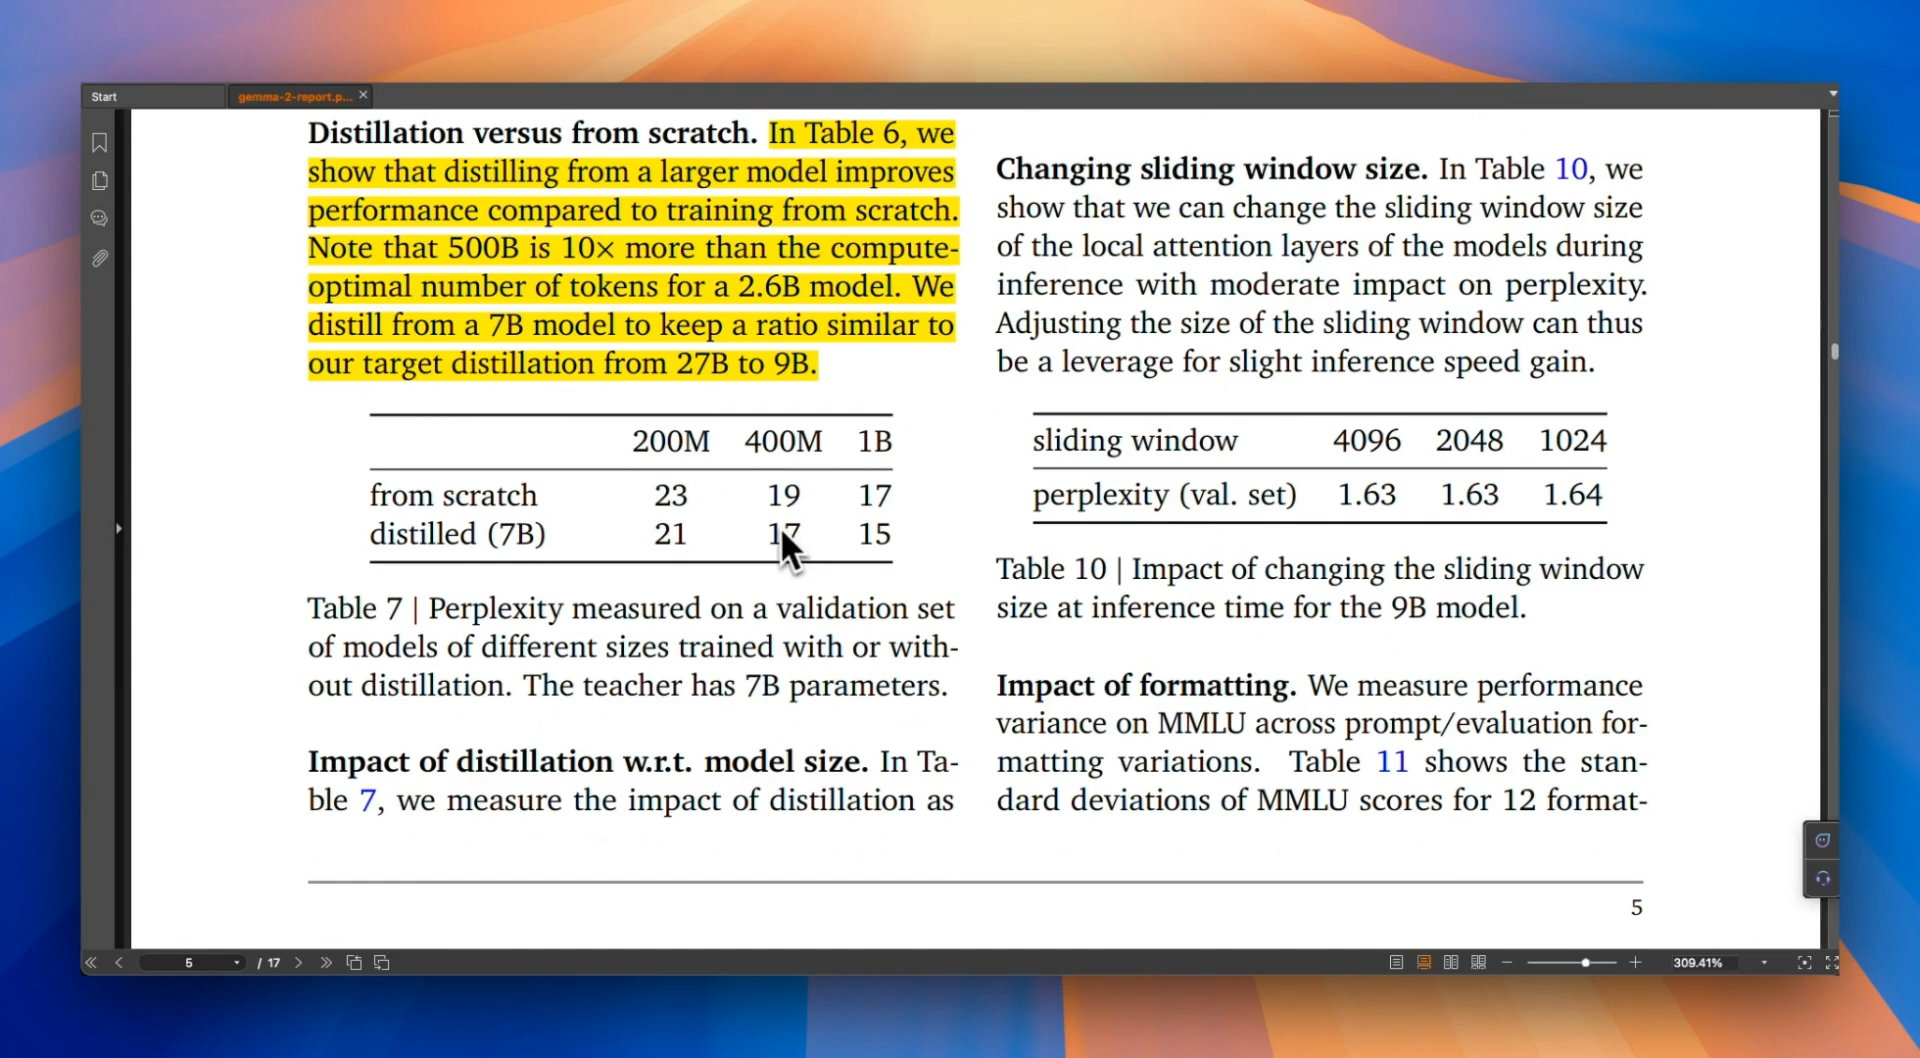 Start
gemma-2-report.p...
Distillation versus from scratch. In Table 6, we
show that distilling from a larger model improves
performance compared to training from scratch.
Note that 500B is 10× more than the compute-
optimal number of tokens for a 2.6B model. We
distill from a 7B model to keep a ratio similar to
our target distillation from 27B to 9B.
200M 400M 1B
from scratch 23 19 17
distilled (7B) 21 17 15
Table 7 | Perplexity measured on a validation set
of models of different sizes trained with or with-
out distillation. The teacher has 7B parameters.
Impact of distillation w.r.t. model size. In Ta-
ble 7, we measure the impact of distillation as
Changing sliding window size. In Table 10, we
show that we can change the sliding window size
of the local attention layers of the models during
inference with moderate impact on perplexity.
Adjusting the size of the sliding window can thus
be a leverage for slight inference speed gain.
sliding window 4096 2048 1024
perplexity (val. set) 1.63 1.63 1.64
Table 10 | Impact of changing the sliding window
size at inference time for the 9B model.
Impact of formatting. We measure performance
variance on MMLU across prompt/evaluation for-
matting variations. Table 11 shows the stan-
dard deviations of MMLU scores for 12 format-
5
5 / 17
309.41%